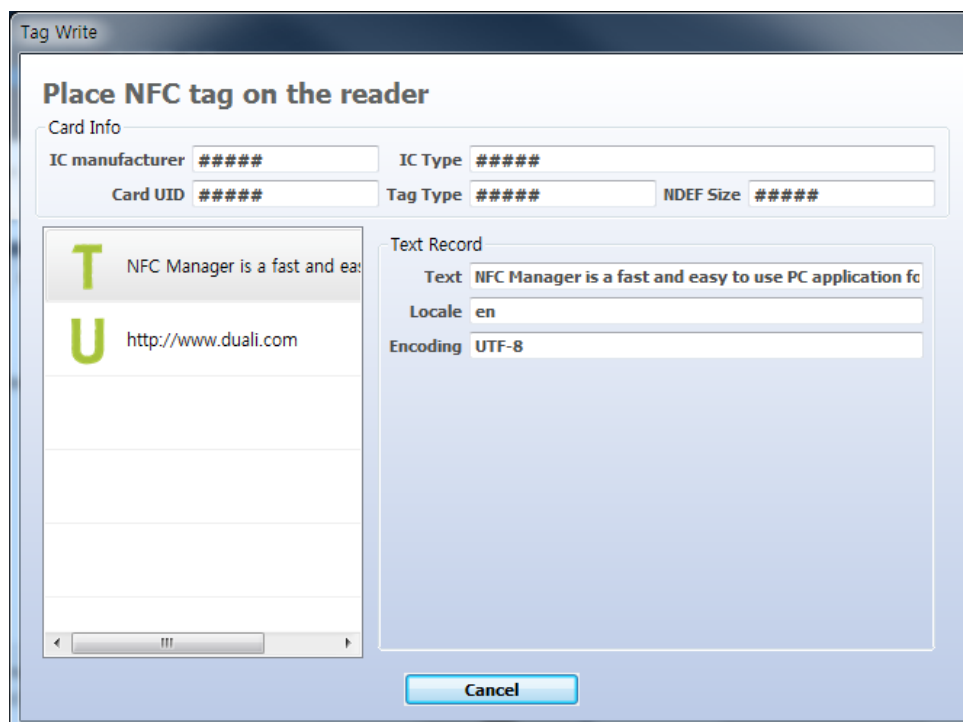 Tag Write
Place NFC tag on the reader
Card Info
IC manufacturer #####
IC Type #####
Card UID #####
Tag Type #####
NDEF Size #####
T NFC Manager is a fast and eas
U http://www.duali.com
Text Record
Text NFC Manager is a fast and easy to use PC application fo
Locale en
Encoding UTF-8
Cancel